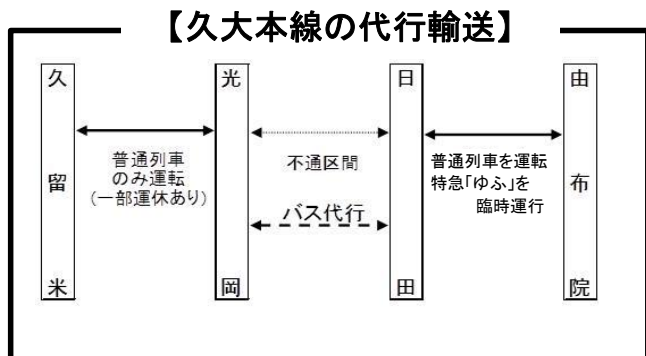 【久大本線の代行輸送】
久留米
普通列車
のみ運転
(一部運休あり)
光岡
不通区間
バス代行
日田
普通列車を運転
特急「ゆふ」を
臨時運行
由布院